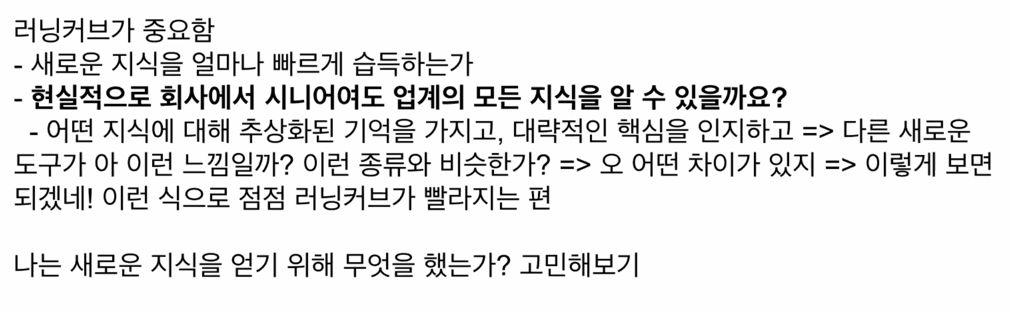 러닝커브가 중요함
- 새로운 지식을 얼마나 빠르게 습득하는가
- 현실적으로 회사에서 시니어여도 업계의 모든 지식을 알 수 있을까요?
- 어떤 지식에 대해 추상화된 기억을 가지고, 대략적인 핵심을 인지하고 => 다른 새로운
도구가 아 이런 느낌일까? 이런 종류와 비슷한가? => 오 어떤 차이가 있지 => 이렇게 보면
되겠네! 이런 식으로 점점 러닝커브가 빨라지는 편
나는 새로운 지식을 얻기 위해 무엇을 했는가? 고민해보기